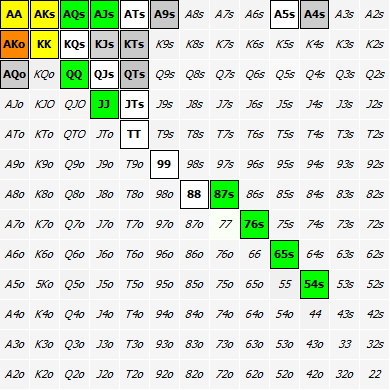 AA AKs AQs AJs ATs A9s A8s A7s A6s A5s A4s A3s A2s
AKo KK KQs KJs KTs K9s K8s K7s K6s K5s K4s K3s K2s
AQo KQo QQ QJs QTs Q9s Q8s Q7s Q6s Q5s Q4s Q3s Q2s
AJo KJO QJO JJ JTs J9s J8s J7s J6s J5s J4s J3s J2s
ATo KTo QTO JTo TT T9s T8s T7s T6s T5s T4s T3s T2s
A9o K9o Q9o J9o T9o 99 98s 97s 96s 95s 94s 93s 92s
A8o K8o Q8o J8o T8o 98o 88 87s 86s 85s 84s 83s 82s
A7o K7o Q7o J7o T7o 97o 87o 77 76s 75s 74s 73s 72s
A6o K6o Q6o J6o T6o 96o 86o 76o 66 65s 64s 63s 62s
A5o 5Ko Q5o J5o T5o 95o 85o 75o 65o 55 54s 53s 52s
A4o K4o Q4o J4o T4o 94o 84o 74o 64o 54o 44 43s 42s
A3o K3o Q3o J3o T3o 93o 83o 73o 63o 53o 43o 33 32s
A2o K2o Q2o J2o T2o 92o 82o 72o 62o 52o 42o 32o 22